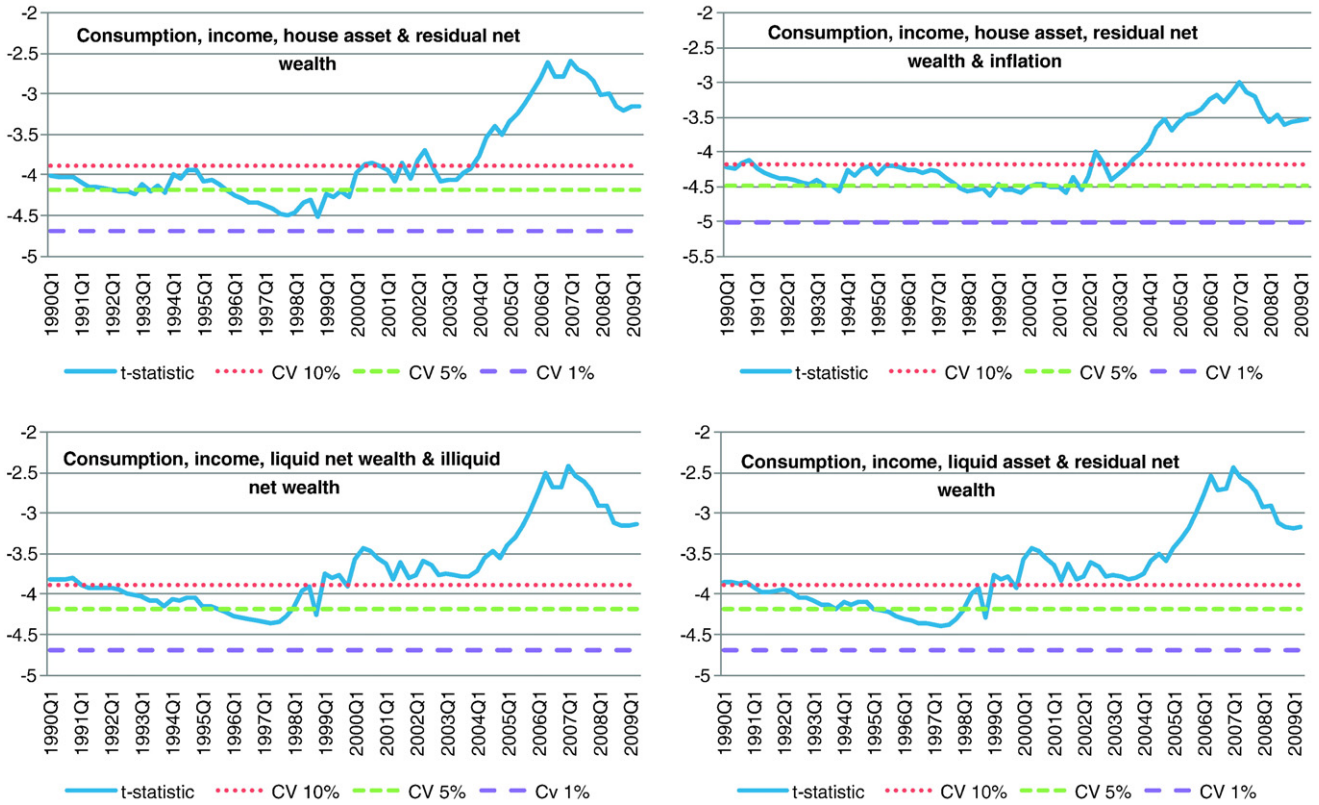 Consumption, income, house asset & residual net
wealth
-2
-2.5
-3
-3.5
-4
-4.5
-5
1990Q1
1991Q1
1992Q1
1993Q1
1994Q1
1995Q1
1996Q1
1997Q1
1998Q1
1999Q1
2000Q1
2001Q1
2002Q1
2003Q1
2004Q1
2005Q1
2006Q1
2007Q1
2008Q1
2009Q1
t-statistic CV 10% CV 5% CV 1%
Consumption, income, house asset, residual net
wealth & inflation
-2
-2.5
-3
-3.5
-4
-4.5
-5
-5.5
1990Q1
1991Q1
1992Q1
1993Q1
1994Q1
1995Q1
1996Q1
1997Q1
1998Q1
1999Q1
2000Q1
2001Q1
2002Q1
2003Q1
2004Q1
2005Q1
2006Q1
2007Q1
2008Q1
2009Q1
t-statistic CV 10% CV 5% CV 1%
Consumption, income, liquid net wealth & illiquid
net wealth
-2
-2.5
-3
-3.5
-4
-4.5
-5
1990Q1
1991Q1
1992Q1
1993Q1
1994Q1
1995Q1
1996Q1
1997Q1
1998Q1
1999Q1
2000Q1
2001Q1
2002Q1
2003Q1
2004Q1
2005Q1
2006Q1
2007Q1
2008Q1
2009Q1
t-statistic CV 10% CV 5% Cv 1%
Consumption, income, liquid asset & residual net
wealth
-2
-2.5
-3
-3.5
-4
-4.5
-5
1990Q1
1991Q1
1992Q1
1993Q1
1994Q1
1995Q1
1996Q1
1997Q1
1998Q1
1999Q1
2000Q1
2001Q1
2002Q1
2003Q1
2004Q1
2005Q1
2006Q1
2007Q1
2008Q1
2009Q1
t-statistic CV 10% CV 5% CV 1%